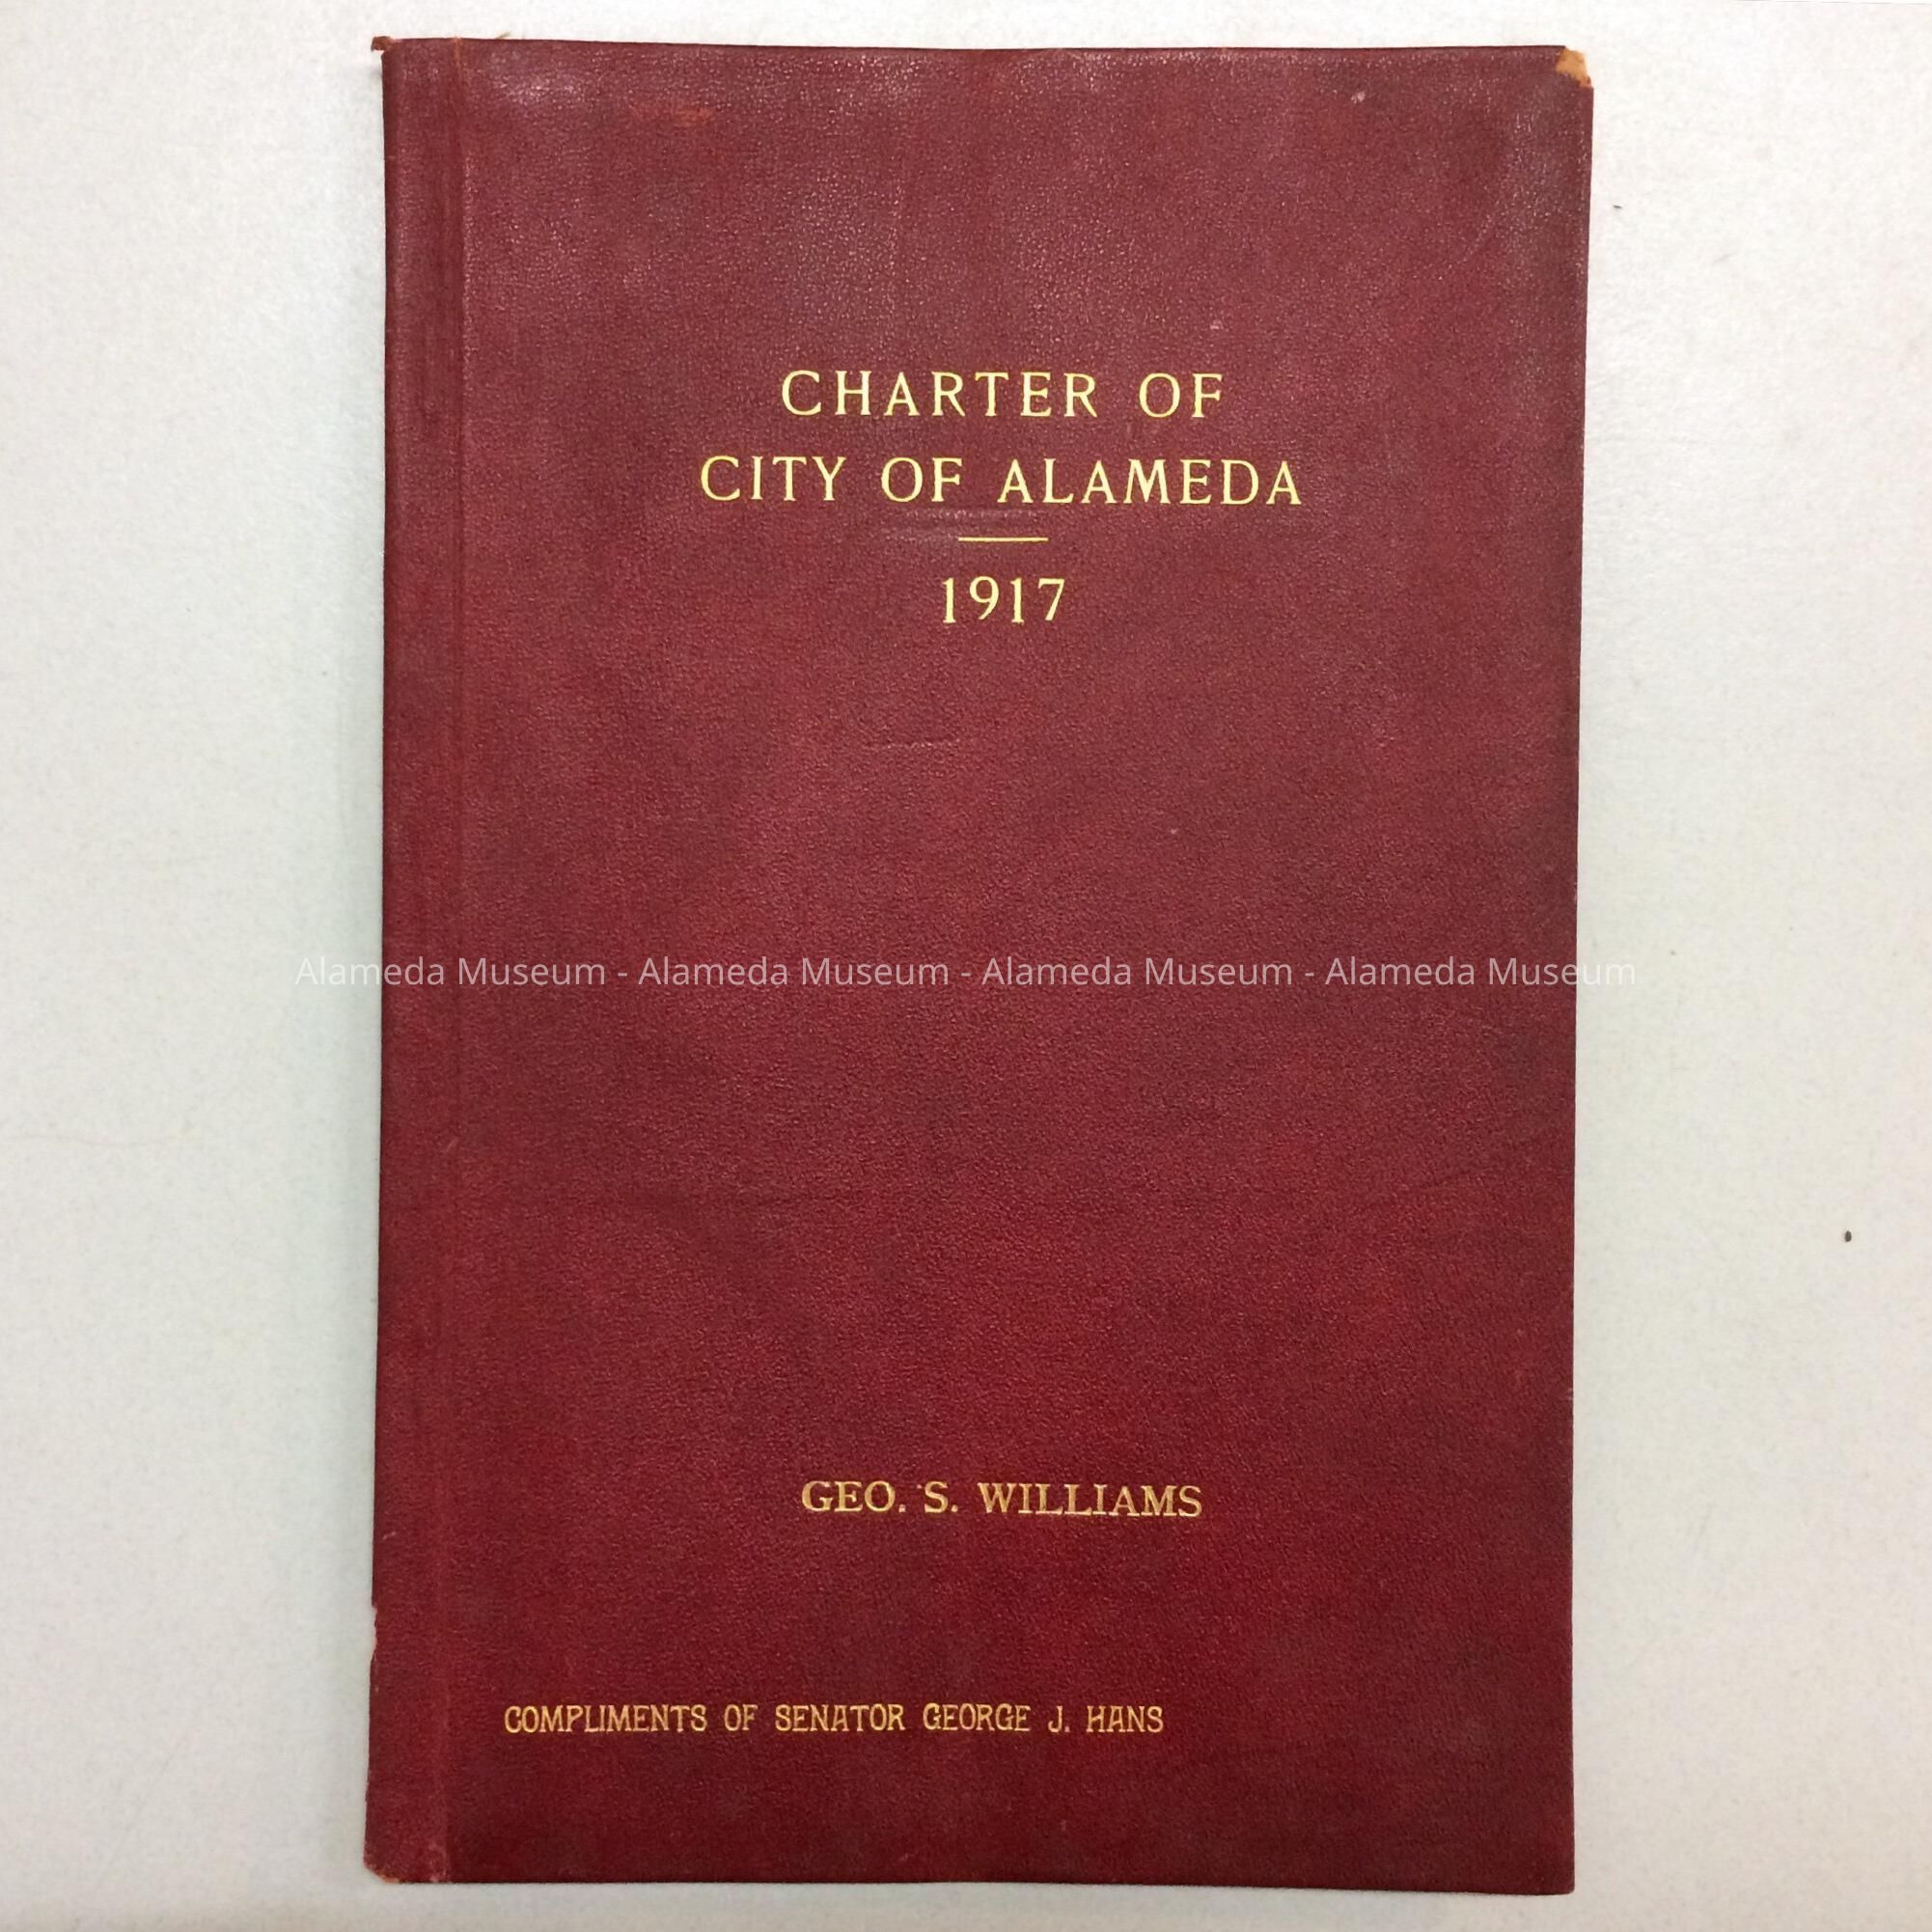 CHARTER OF
CITY OF ALAMEDA
1917
Alameda Museum - Alameda Museum - Alameda Museum - Alameda Museum
GEO. S. WILLIAMS
COMPLIMENTS OF SENATOR GEORGE J. HANS